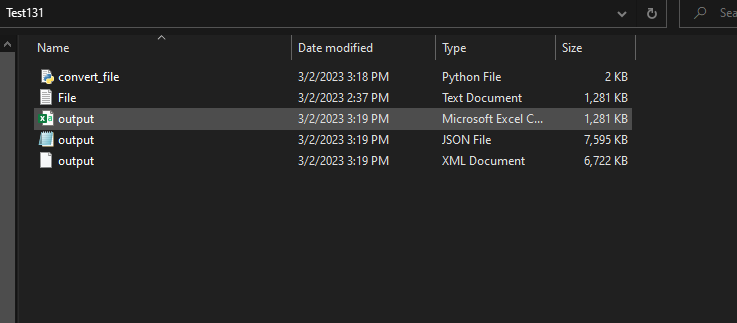 Test131
Sea
Name Date modified Type Size
convert_file 3/2/2023 3:18 PM Python File 2 KB
File 3/2/2023 2:37 PM Text Document 1,281 KB
output 3/2/2023 3:19 PM Microsoft Excel C... 1,281 KB
output 3/2/2023 3:19 PM JSON File 7,595 KB
output 3/2/2023 3:19 PM XML Document 6,722 KB